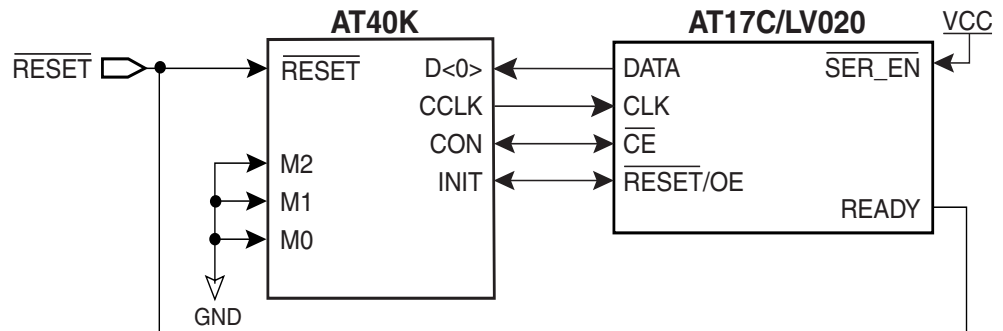 AT40K
AT17C/LV020
VCC
RESET
RESET
D<0>
DATA
SER_EN
CCLK
CLK
CON
CE
M2
INIT
RESET/OE
M1
READY
M0
GND